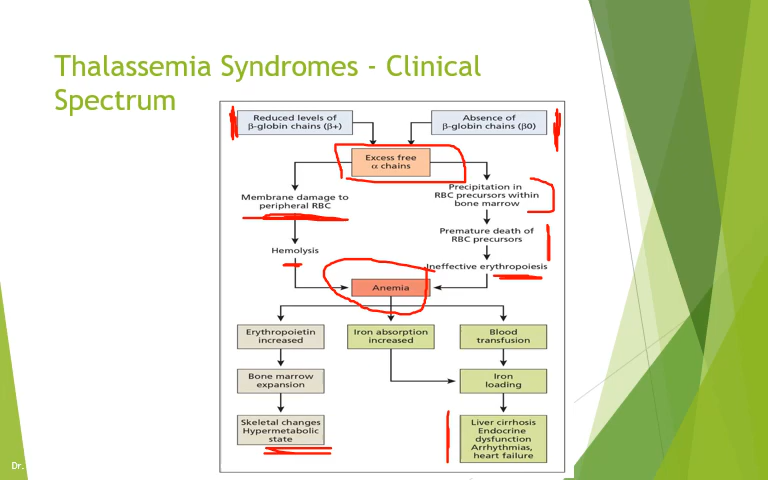 Thalassemia Syndromes - Clinical
Spectrum
Reduced levels of
β-globin chains (β+)
Absence of
β-globin chains (β0)
Excess free
α chains
Membrane damage to
peripheral RBC
Precipitation in
RBC precursors within
bone marrow
Premature death of
RBC precursors
Hemolysis
Ineffective erythropoiesis
Anemia
Erythropoietin
increased
Iron absorption
increased
Blood
transfusion
Bone marrow
expansion
Iron
loading
Skeletal changes
Hypermetabolic
state
Liver cirrhosis
Endocrine
dysfunction
Arrhythmias,
heart failure
Dr.